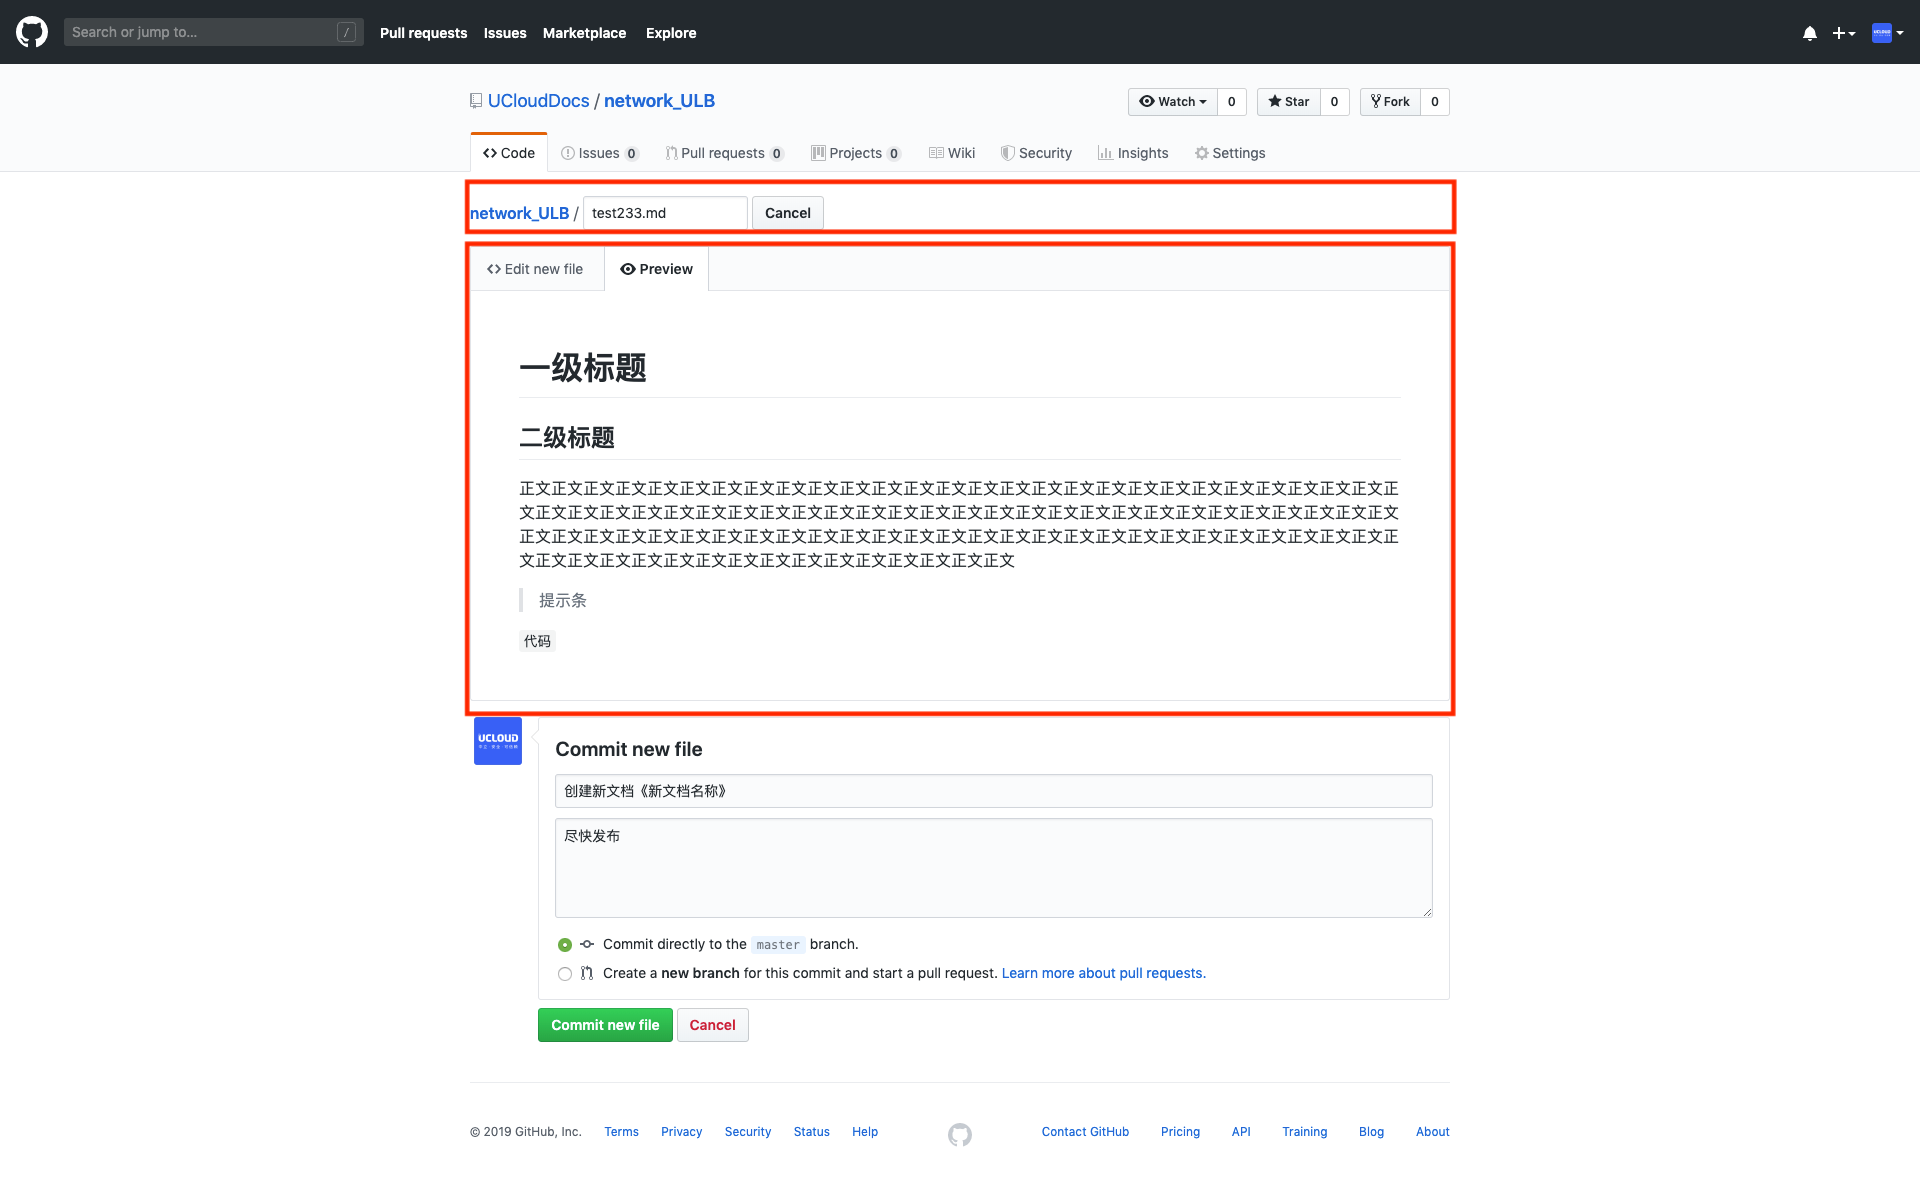 Search or jump to...
/
Pull requests
Issues
Marketplace
Explore
UCLOUD
UCloudDocs / network_ULB
Watch 0
Star 0
Fork 0
Code
Issues 0
Pull requests 0
Projects 0
Wiki
Security
Insights
Settings
network_ULB / test233.md Cancel
Edit new file
Preview
一级标题
二级标题
正文正文正文正文正文正文正文正文正文正文正文正文正文正文正文正文正文正文正文正文正文正文正文正文正文正文正文正
文正文正文正文正文正文正文正文正文正文正文正文正文正文正文正文正文正文正文正文正文正文正文正文正文正文正文正文
正文正文正文正文正文正文正文正文正文正文正文正文正文正文正文正文正文正文正文正文正文正文正文正文正文正文正文正
文正文正文正文正文正文正文正文正文正文正文正文正文正文正文正文
提示条
代码
UCLOUD
Commit new file
创建新文档《新文档名称》
尽快发布
Commit directly to the master branch.
Create a new branch for this commit and start a pull request. Learn more about pull requests.
Commit new file
Cancel
© 2019 GitHub, Inc.
Terms
Privacy
Security
Status
Help
Contact GitHub
Pricing
API
Training
Blog
About